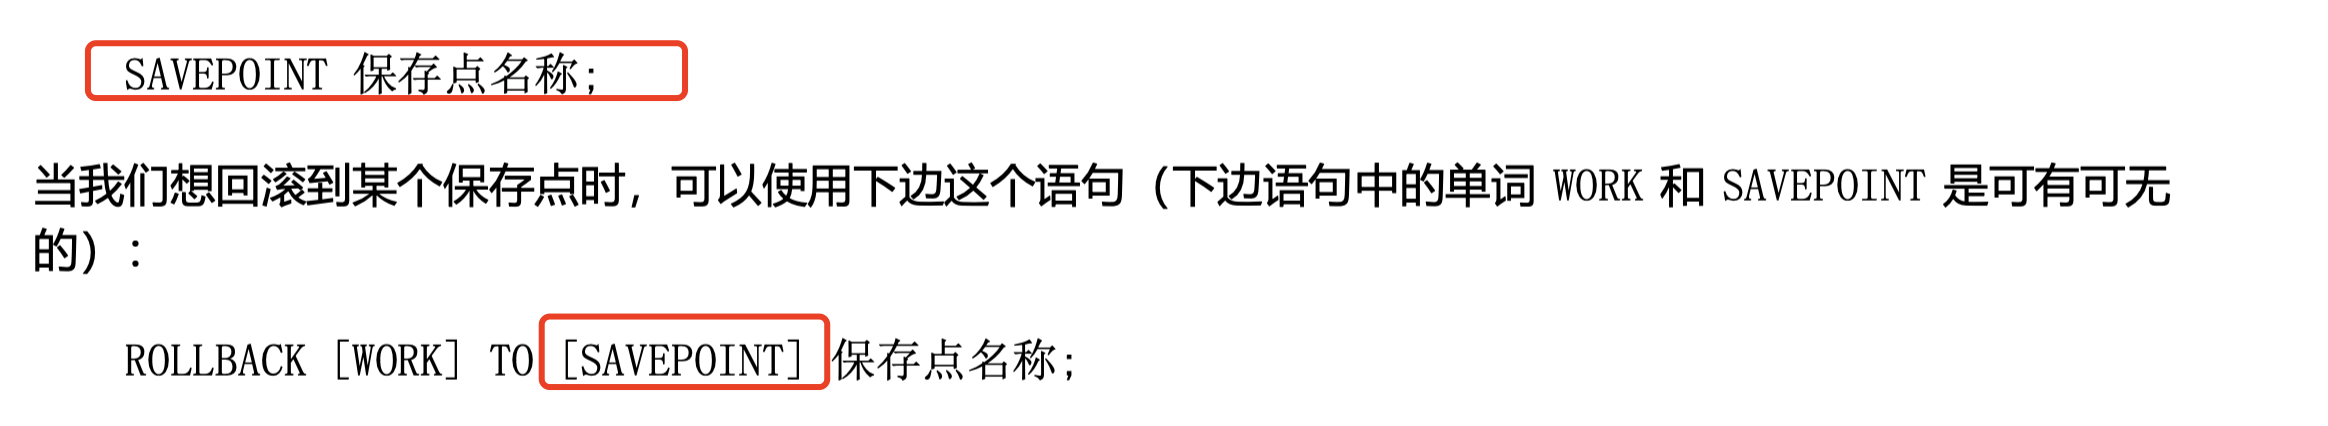 SAVEPOINT 保存点名称;
当我们想回滚到某个保存点时，可以使用下边这个语句（下边语句中的单词 WORK 和 SAVEPOINT 是可有可无
的）：
ROLLBACK [WORK] TO [SAVEPOINT] 保存点名称;